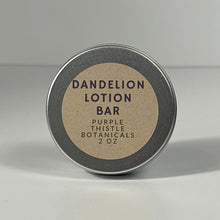 DANDELION
LOTION
BAR
PURPLE
THISTLE
BOTANICALS
2 OZ